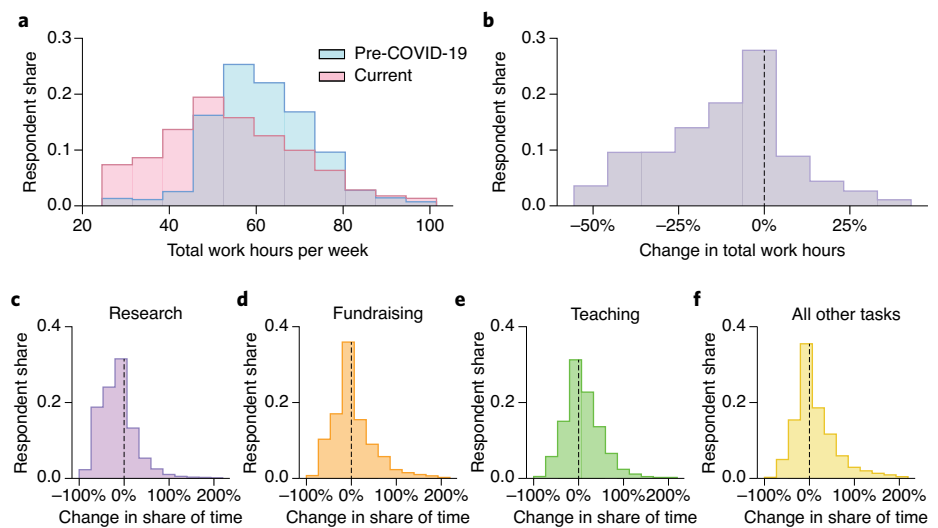 a
0.3
0.2
0.1
0.0
Respondent share
Pre-COVID-19
Current
20 40 60 80 100
Total work hours per week
b
0.3
0.2
0.1
0.0
Respondent share
−50% −25% 0% 25%
Change in total work hours
c
Research
0.4
0.2
0.0
Respondent share
−100% 0% 100% 200%
Change in share of time
d
Fundraising
0.4
0.2
0.0
Respondent share
−100% 0% 100% 200%
Change in share of time
e
Teaching
0.4
0.2
0.0
Respondent share
−100% 0% 100% 200%
Change in share of time
f
All other tasks
0.4
0.2
0.0
Respondent share
−100% 0% 100% 200%
Change in share of time